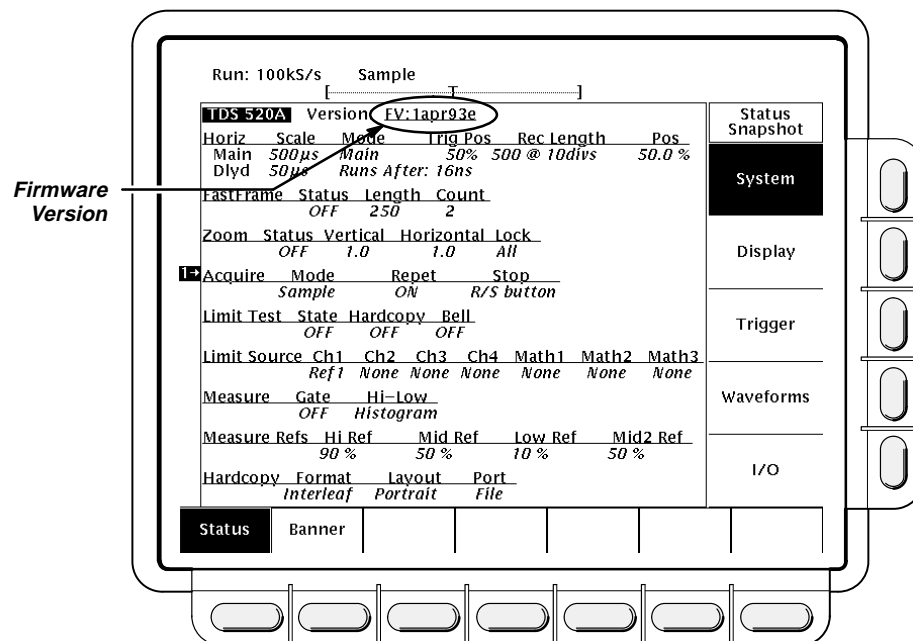 Run: 100kS/s Sample
[ T ]
TDS 520A Version FV:1apr93e
Horiz Scale Mode Trig Pos Rec Length Pos
Main 500µs Main 50% 500 @ 10divs 50.0 %
Dlyd 50µs Runs After: 16ns
FastFrame Status Length Count
OFF 250 2
Zoom Status Vertical Horizontal Lock
OFF 1.0 1.0 All
1→
Acquire Mode Repet Stop
Sample ON R/S button
Limit Test State Hardcopy Bell
OFF OFF OFF
Limit Source Ch1 Ch2 Ch3 Ch4 Math1 Math2 Math3
Ref1 None None None None None None
Measure Gate Hi-Low
OFF Histogram
Measure Refs Hi Ref Mid Ref Low Ref Mid2 Ref
90 % 50 % 10 % 50 %
Hardcopy Format Layout Port
Interleaf Portrait File
Firmware
Version
Status
Snapshot
System
Display
Trigger
Waveforms
I/O
Status Banner